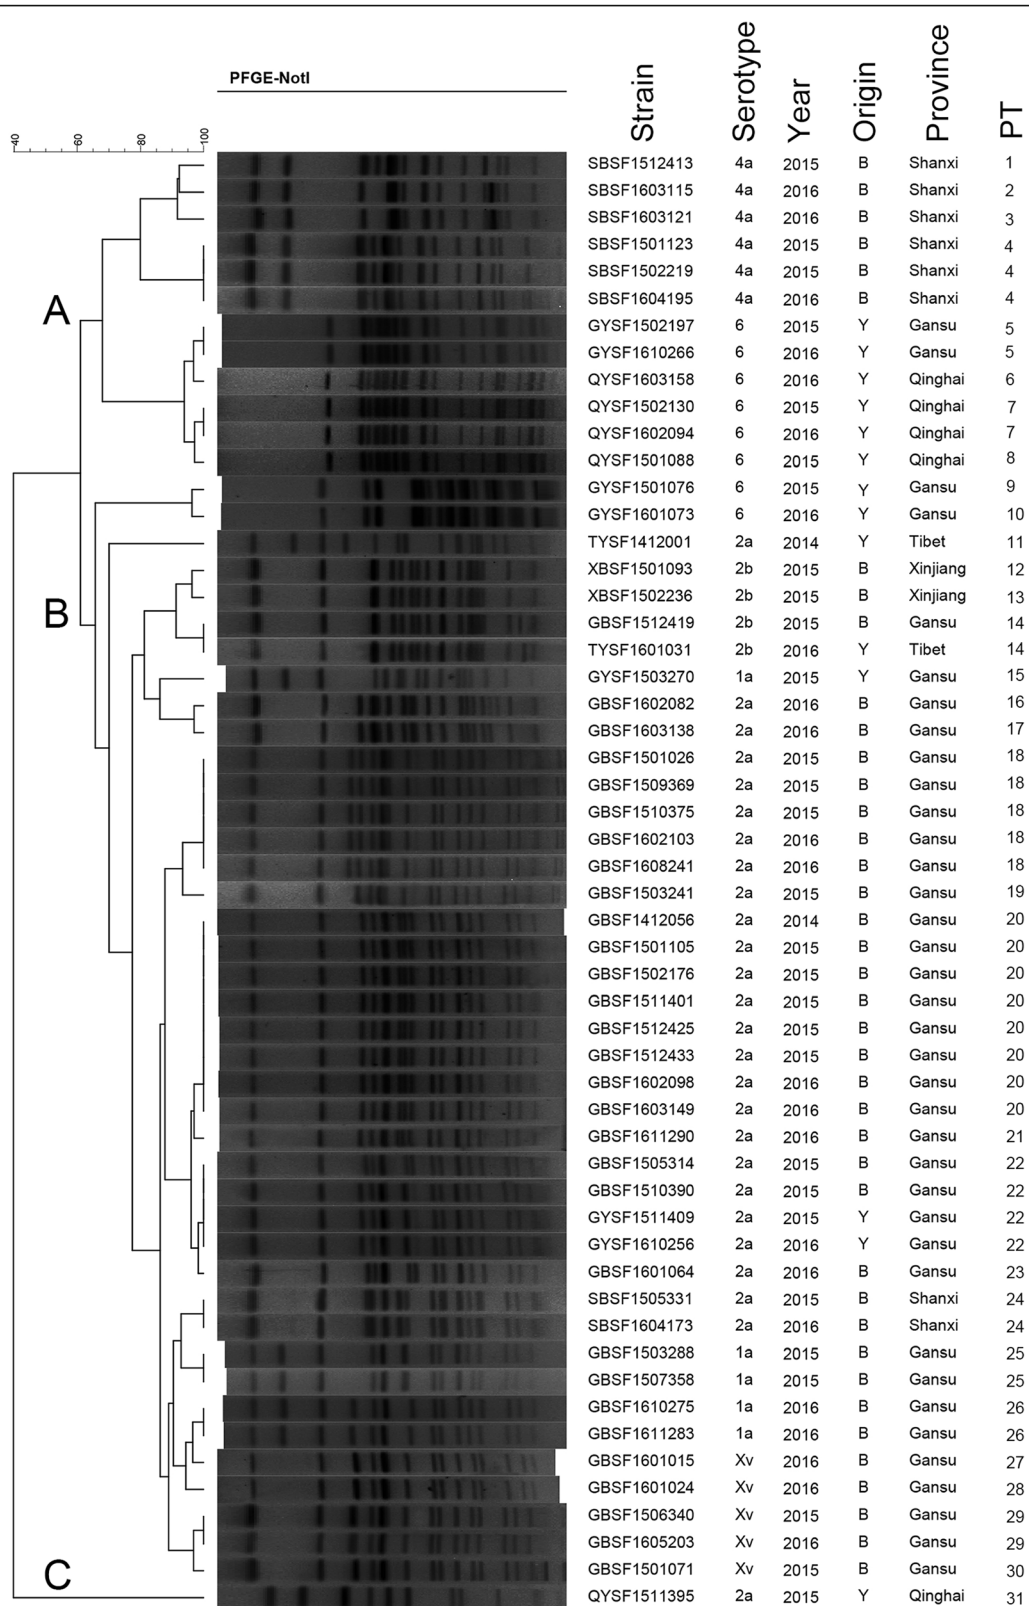 PFGE-NotI
Strain Serotype Year Origin Province PT
40 60 80 100
SBSF1512413 4a 2015 B Shanxi 1
SBSF1603115 4a 2016 B Shanxi 2
SBSF1603121 4a 2016 B Shanxi 3
SBSF1501123 4a 2015 B Shanxi 4
SBSF1502219 4a 2015 B Shanxi 4
SBSF1604195 4a 2016 B Shanxi 4
A
GYSF1502197 6 2015 Y Gansu 5
GYSF1610266 6 2016 Y Gansu 5
QYSF1603158 6 2016 Y Qinghai 6
QYSF1502130 6 2015 Y Qinghai 7
QYSF1602094 6 2016 Y Qinghai 7
QYSF1501088 6 2015 Y Qinghai 8
GYSF1501076 6 2015 Y Gansu 9
GYSF1601073 6 2016 Y Gansu 10
TYSF1412001 2a 2014 Y Tibet 11
XBSF1501093 2b 2015 B Xinjiang 12
XBSF1502236 2b 2015 B Xinjiang 13
B
GBSF1512419 2b 2015 B Gansu 14
TYSF1601031 2b 2016 Y Tibet 14
GYSF1503270 1a 2015 Y Gansu 15
GBSF1602082 2a 2016 B Gansu 16
GBSF1603138 2a 2016 B Gansu 17
GBSF1501026 2a 2015 B Gansu 18
GBSF1509369 2a 2015 B Gansu 18
GBSF1510375 2a 2015 B Gansu 18
GBSF1602103 2a 2016 B Gansu 18
GBSF1608241 2a 2016 B Gansu 18
GBSF1503241 2a 2015 B Gansu 19
GBSF1412056 2a 2014 B Gansu 20
GBSF1501105 2a 2015 B Gansu 20
GBSF1502176 2a 2015 B Gansu 20
GBSF1511401 2a 2015 B Gansu 20
GBSF1512425 2a 2015 B Gansu 20
GBSF1512433 2a 2015 B Gansu 20
GBSF1602098 2a 2016 B Gansu 20
GBSF1603149 2a 2016 B Gansu 20
GBSF1611290 2a 2016 B Gansu 21
GBSF1505314 2a 2015 B Gansu 22
GBSF1510390 2a 2015 B Gansu 22
GYSF1511409 2a 2015 Y Gansu 22
GYSF1610256 2a 2016 Y Gansu 22
GBSF1601064 2a 2016 B Gansu 23
SBSF1505331 2a 2015 B Shanxi 24
SBSF1604173 2a 2016 B Shanxi 24
GBSF1503288 1a 2015 B Gansu 25
GBSF1507358 1a 2015 B Gansu 25
GBSF1610275 1a 2016 B Gansu 26
GBSF1611283 1a 2016 B Gansu 26
GBSF1601015 Xv 2016 B Gansu 27
GBSF1601024 Xv 2016 B Gansu 28
GBSF1506340 Xv 2015 B Gansu 29
GBSF1605203 Xv 2016 B Gansu 29
GBSF1501071 Xv 2015 B Gansu 30
C
QYSF1511395 2a 2015 Y Qinghai 31